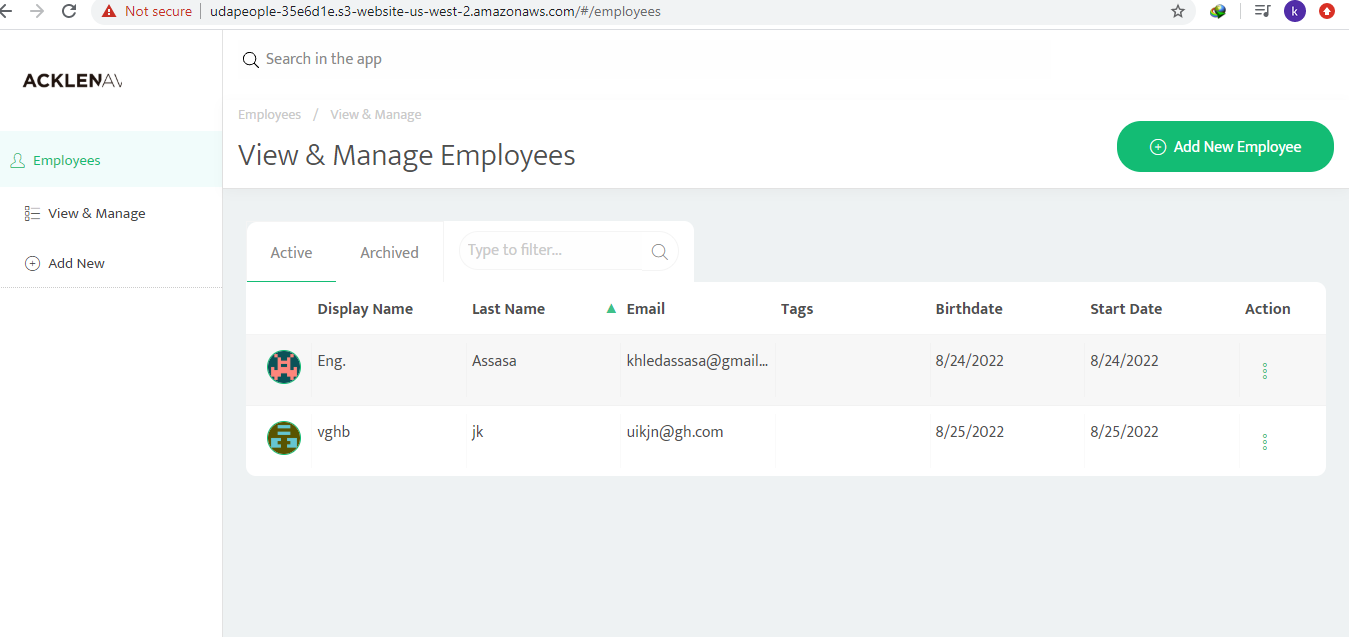 Not secure udapeople-35e6d1e.s3-website-us-west-2.amazonaws.com/#/employees k
ACKLENAV
Search in the app
Employees / View & Manage
View & Manage Employees
Add New Employee
Employees
View & Manage
Add New
Active Archived Type to filter...
Display Name Last Name Email Tags Birthdate Start Date Action
Eng. Assasa khledassasa@gmail... 8/24/2022 8/24/2022
vghb jk uikjn@gh.com 8/25/2022 8/25/2022